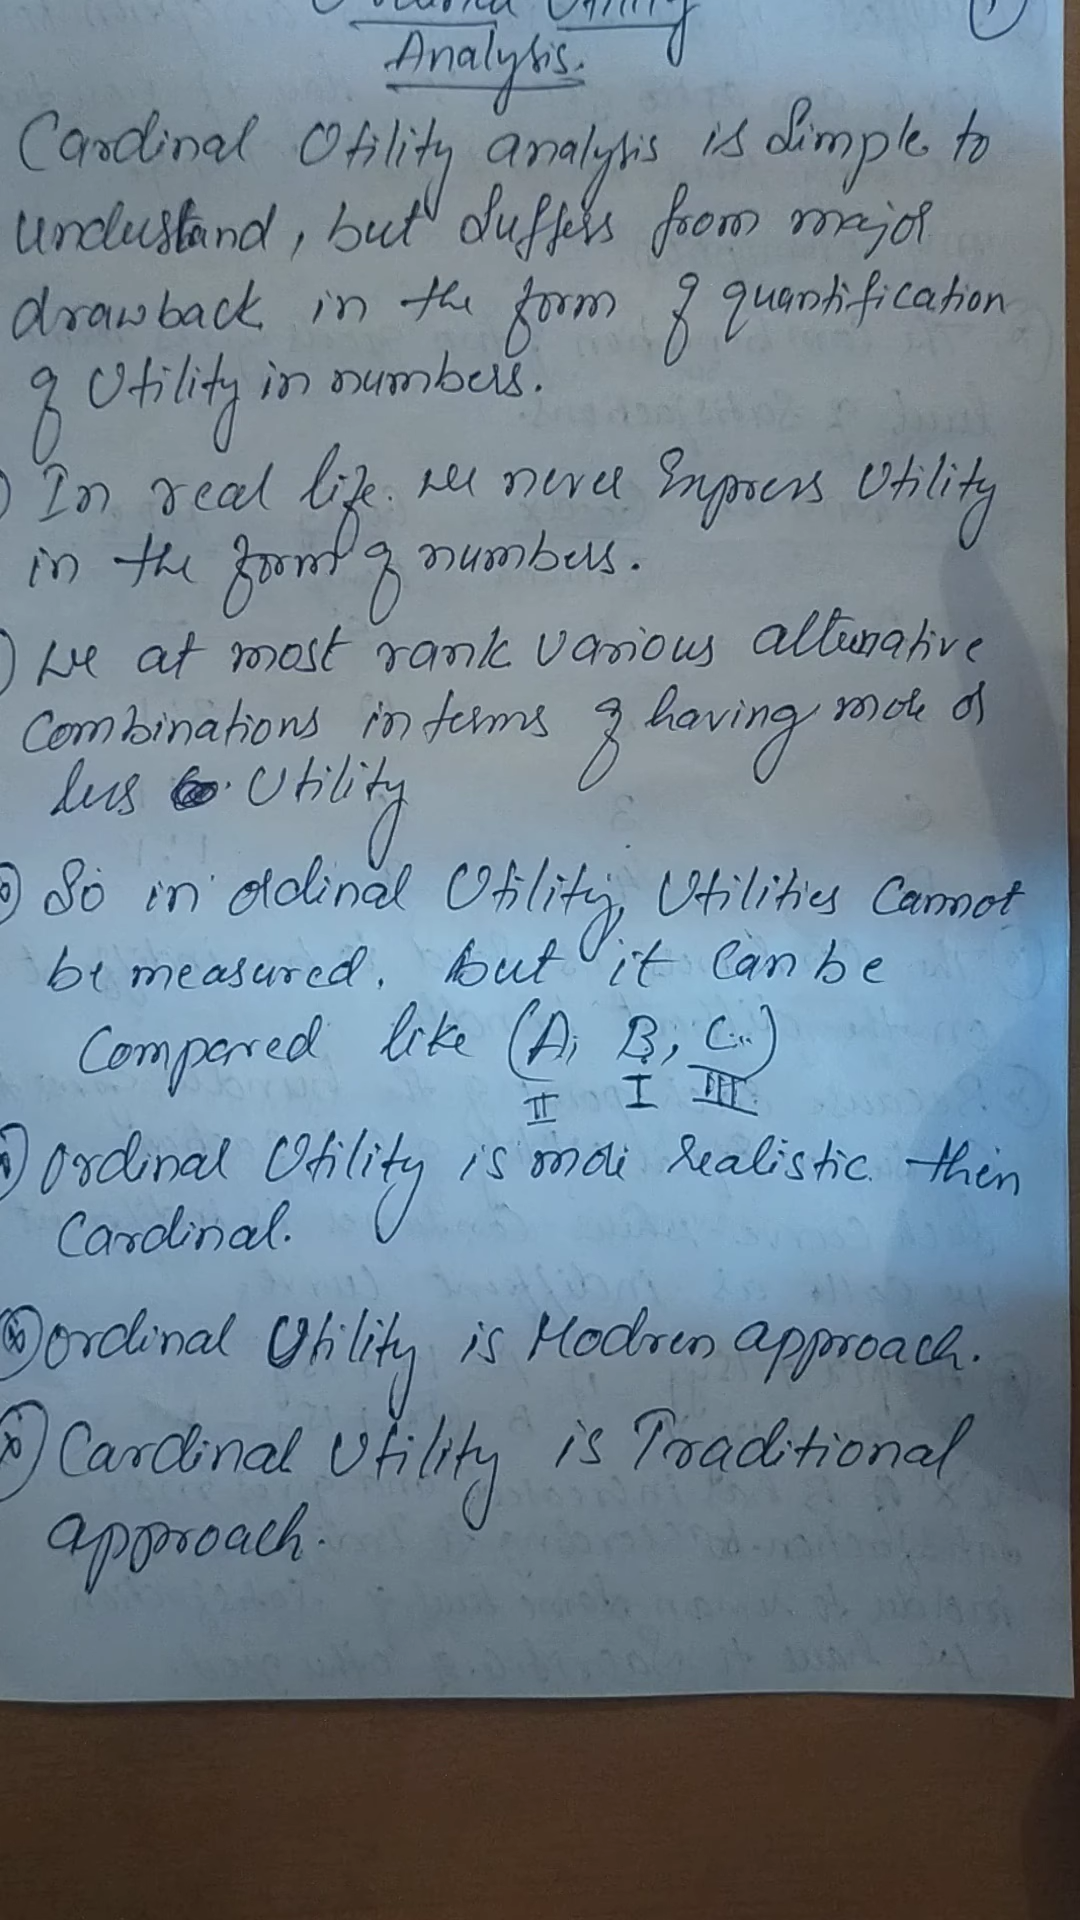 Utility
Analysis.
Cardinal Utility analysis is simple to
understand, but suffers from major
drawback in the form of quantification
of Utility in numbers.
In real life. we never Express Utility
in the form of numbers.
We at most rank various alternative
Combinations in terms of having more or
less Utility
So in ordinal Utility, Utilities Cannot
be measured, but it can be
Compared like (A, B, C...)
II I III
Ordinal Utility is more realistic then
Cardinal.
ordinal Utility is Modren approach.
Cardinal Utility is Traditional
approach.